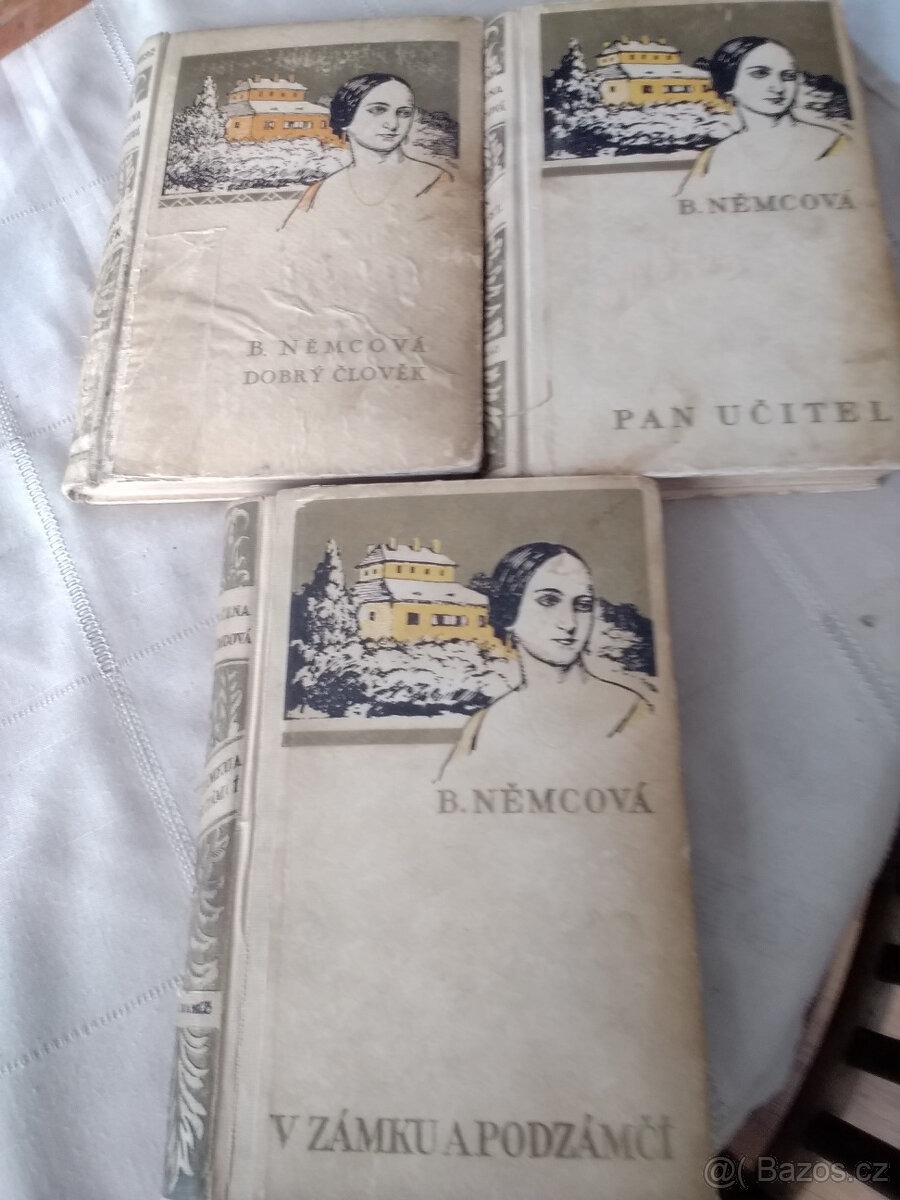 B. NĚMCOVÁ
DOBRÝ ČLOVĚK
B. NĚMCOVÁ
PAN UČITEL
B. NĚMCOVÁ
V ZÁMKU A PODZÁMČÍ
@( Bazos.cz